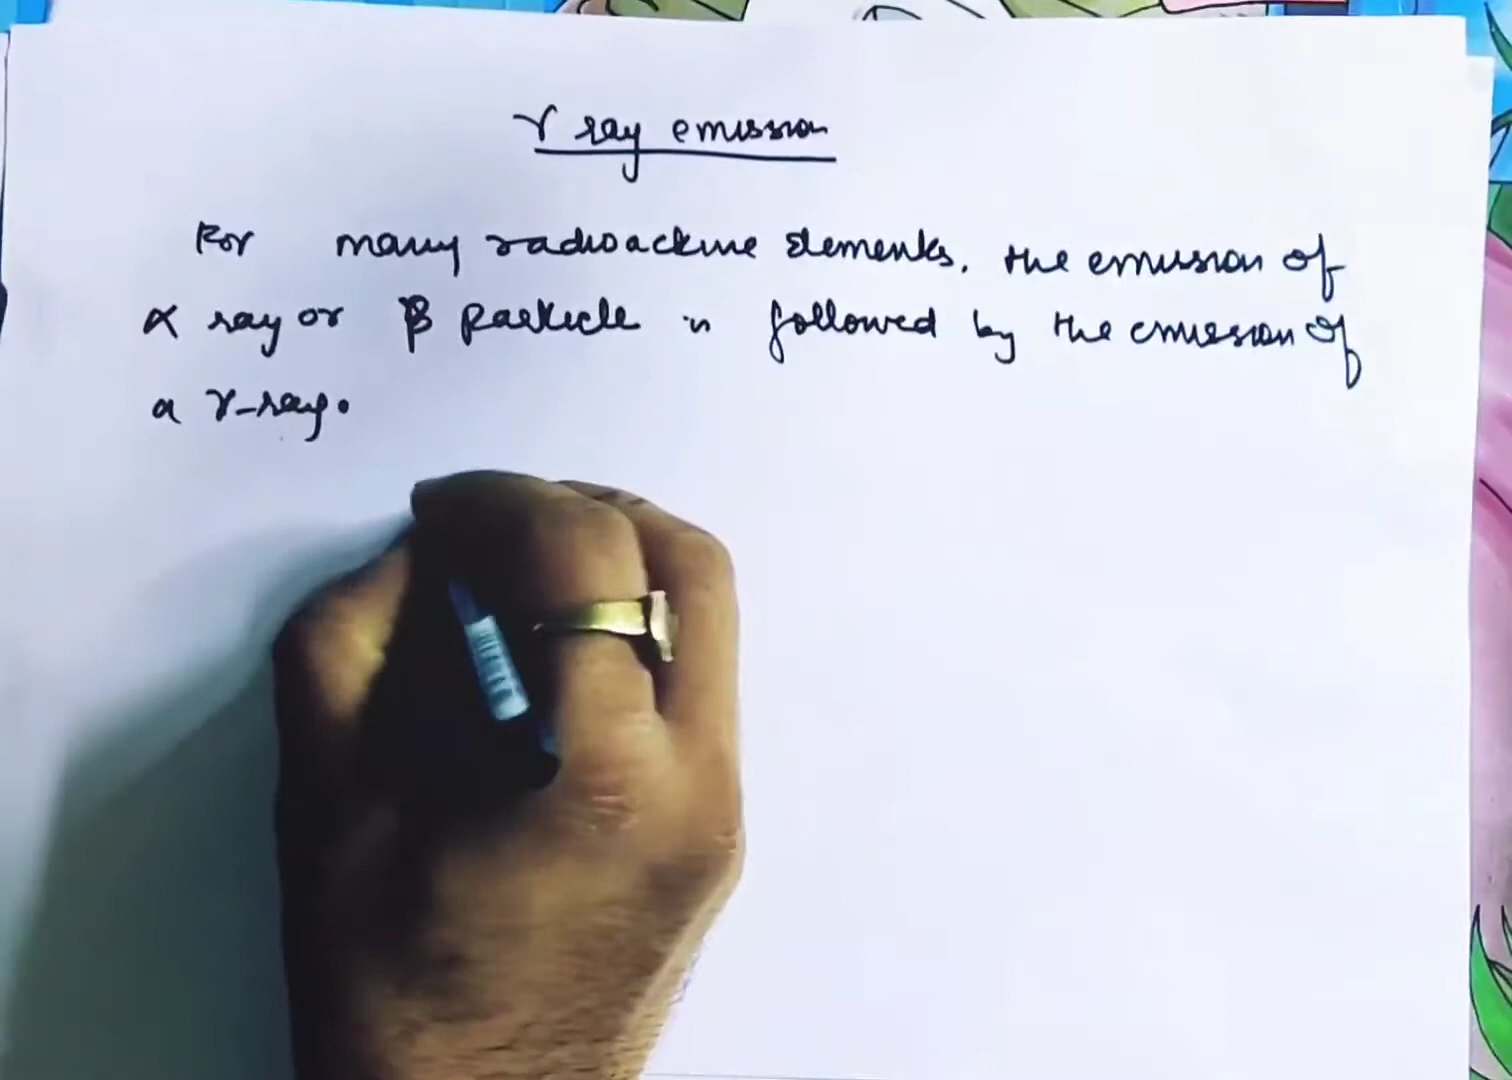 γ ray emission
For many radioactive elements, the emission of
α ray or β particle is followed by the emission of
a γ-ray.